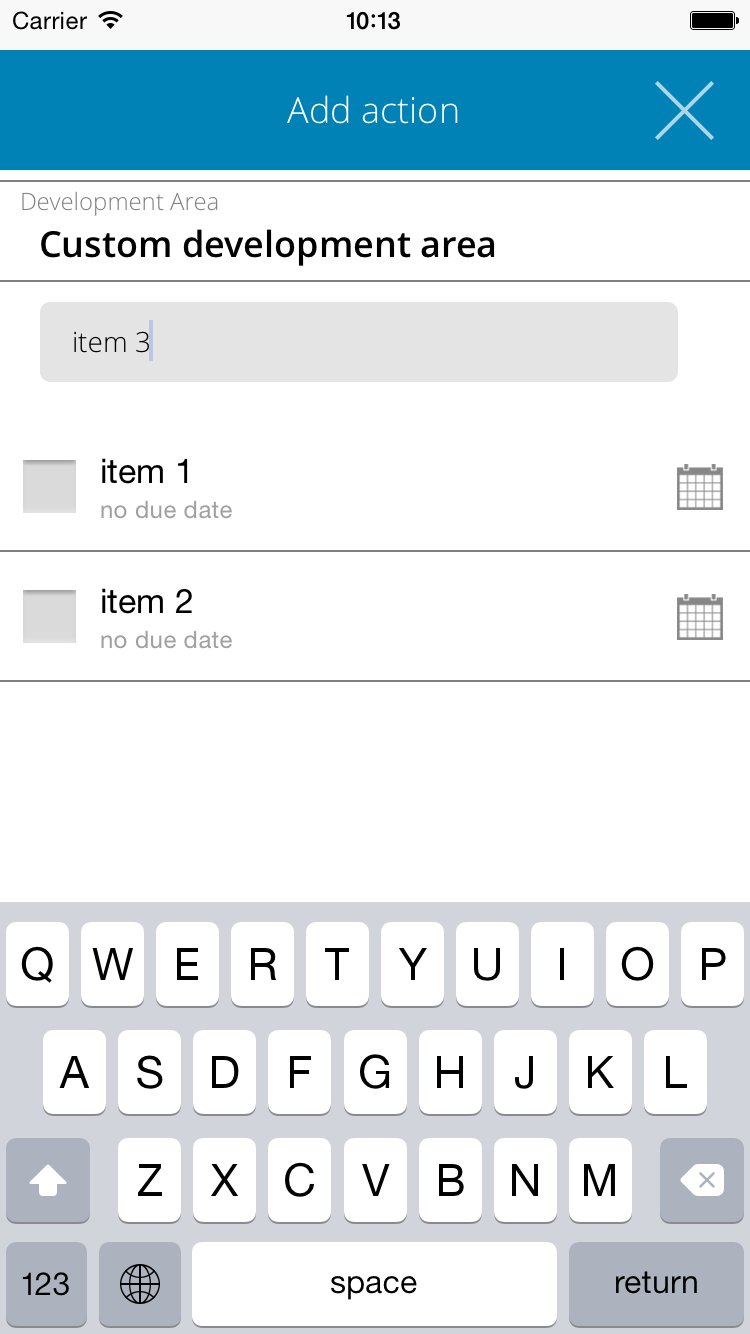 Carrier 10:13
Add action
Development Area
Custom development area
item 3
item 1
no due date
item 2
no due date
Q W E R T Y U I O P
A S D F G H J K L
Z X C V B N M
123 space return